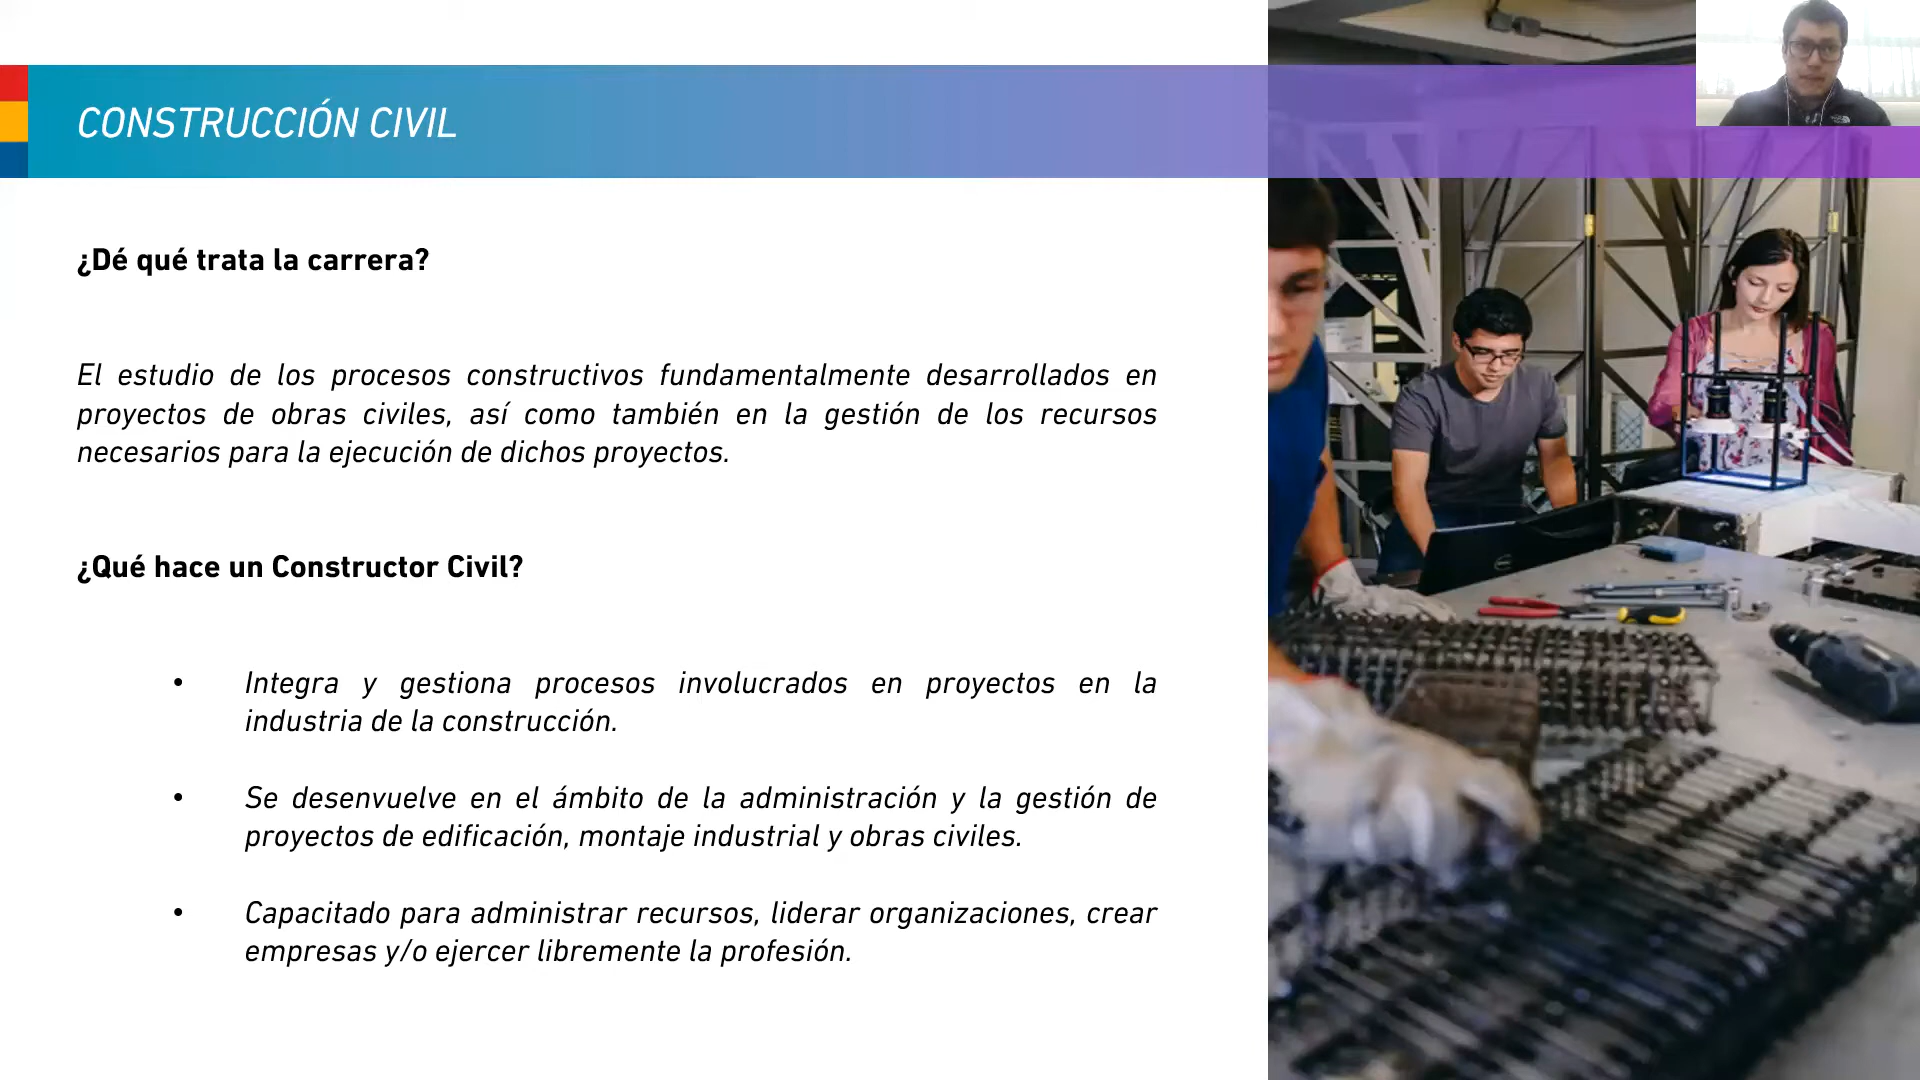 CONSTRUCCIÓN CIVIL
¿Dé qué trata la carrera?
El estudio de los procesos constructivos fundamentalmente desarrollados en
proyectos de obras civiles, así como también en la gestión de los recursos
necesarios para la ejecución de dichos proyectos.
¿Qué hace un Constructor Civil?
• Integra y gestiona procesos involucrados en proyectos en la
industria de la construcción.
• Se desenvuelve en el ámbito de la administración y la gestión de
proyectos de edificación, montaje industrial y obras civiles.
• Capacitado para administrar recursos, liderar organizaciones, crear
empresas y/o ejercer libremente la profesión.